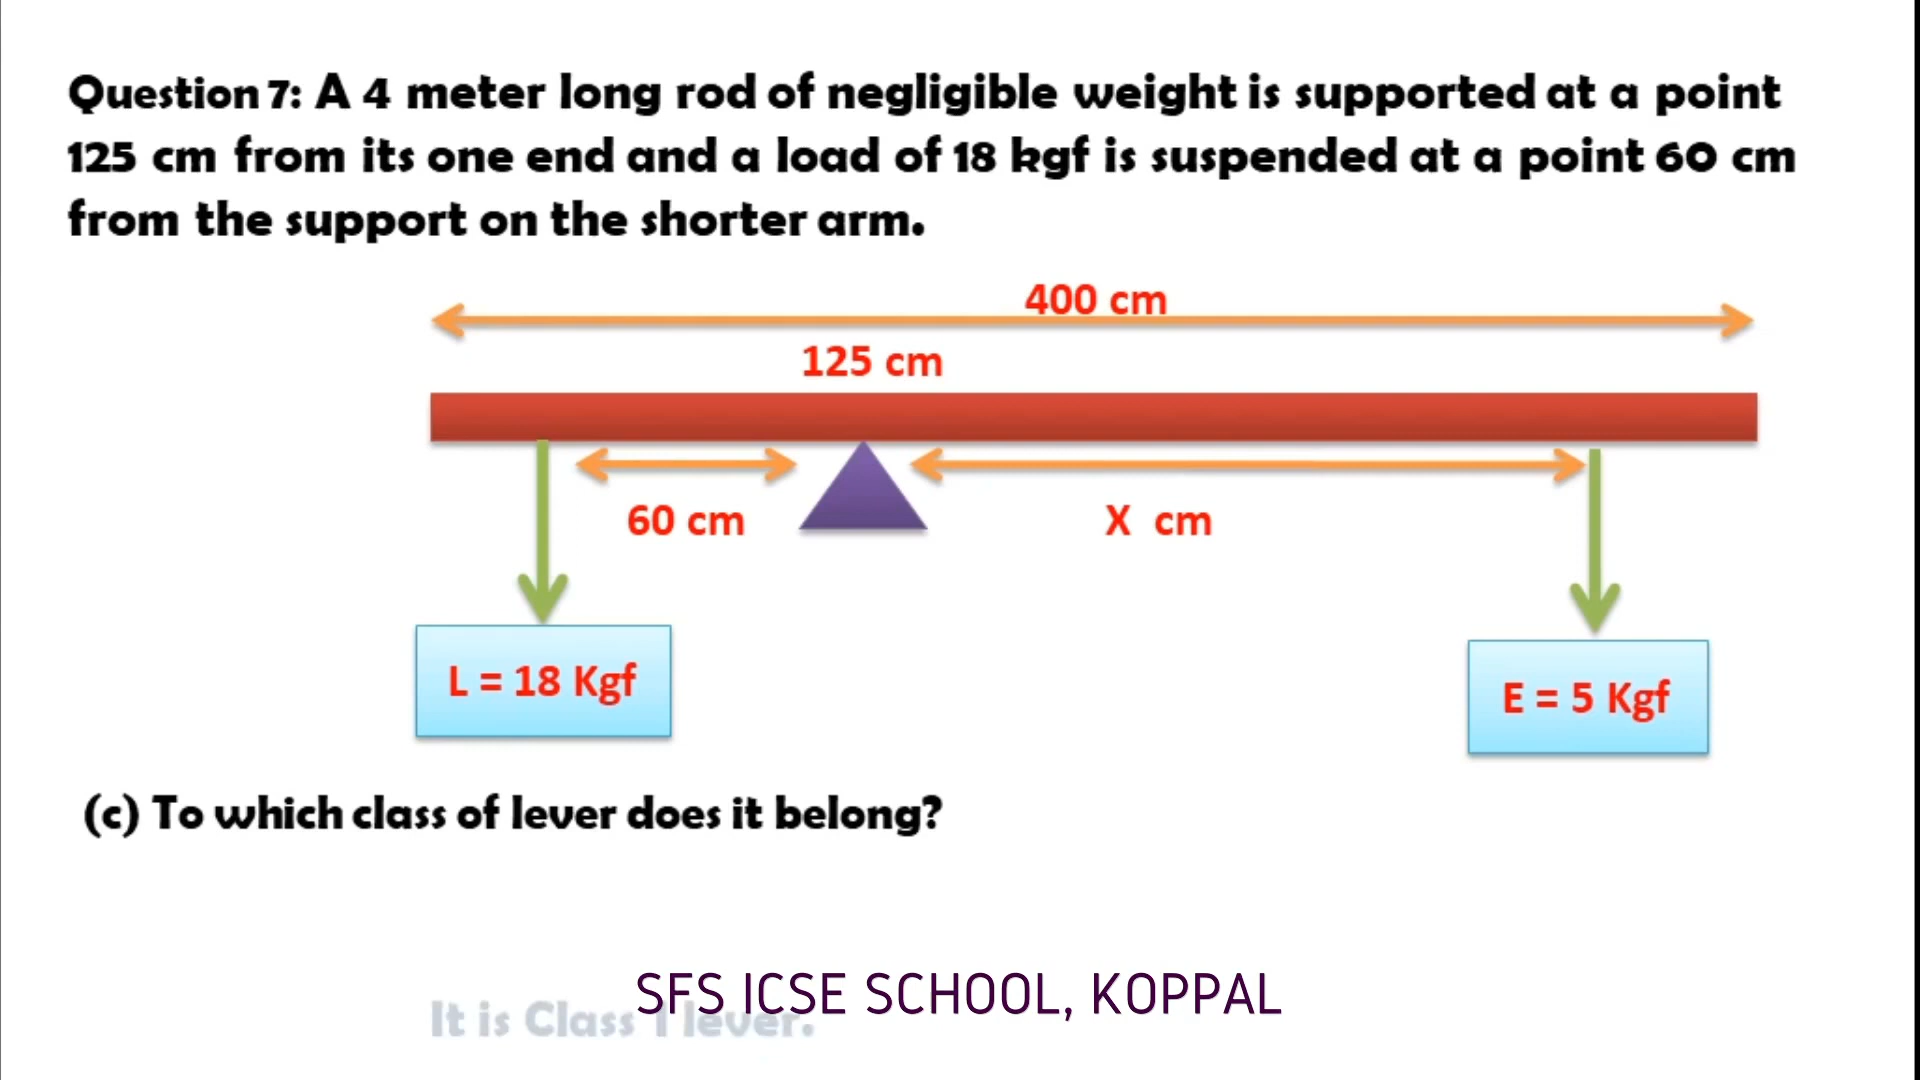 Question 7: A 4 meter long rod of negligible weight is supported at a point
125 cm from its one end and a load of 18 kgf is suspended at a point 60 cm
from the support on the shorter arm.
400 cm
125 cm
60 cm
X cm
L = 18 Kgf
E = 5 Kgf
(c) To which class of lever does it belong?
SFS ICSE SCHOOL, KOPPAL
It is Class 1 lever.